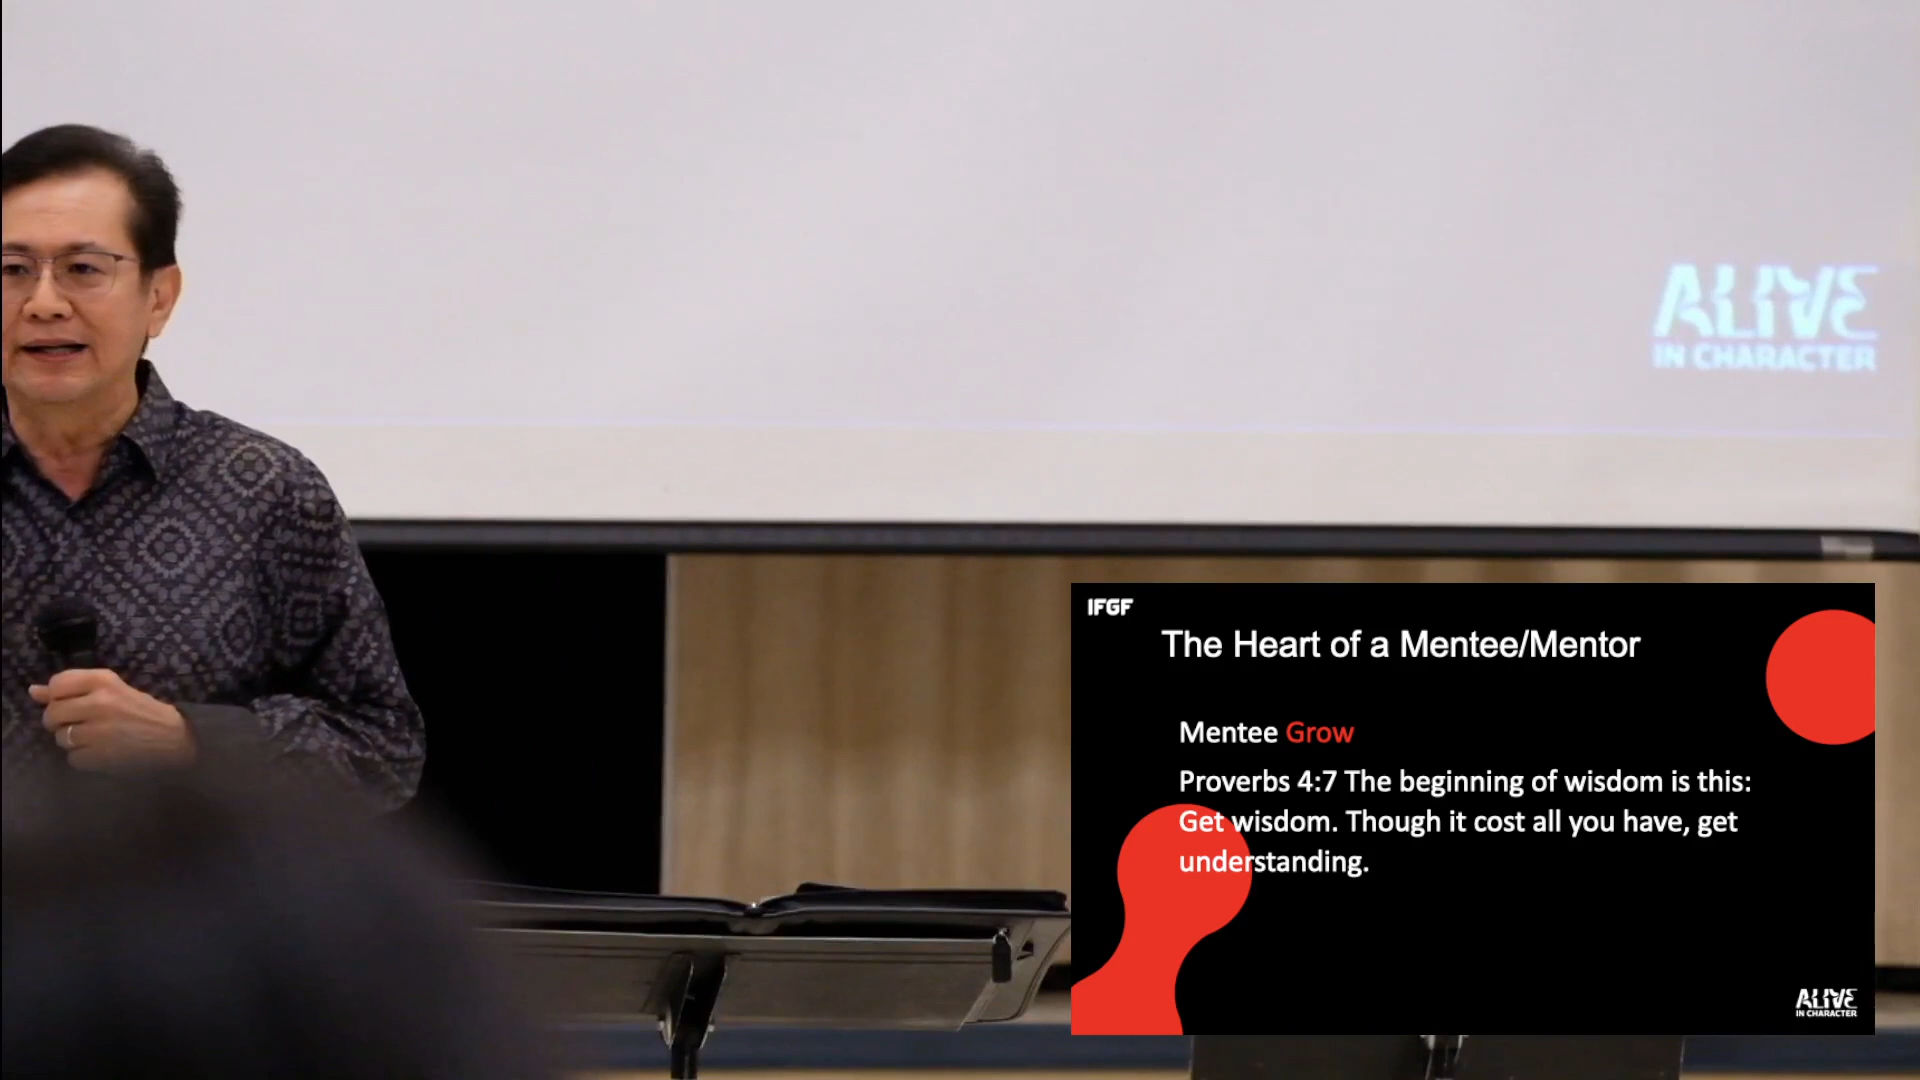 ALIVE
IN CHARACTER
IFGF
The Heart of a Mentee/Mentor
Mentee Grow
Proverbs 4:7 The beginning of wisdom is this:
Get wisdom. Though it cost all you have, get
understanding.
ALIVE
IN CHARACTER